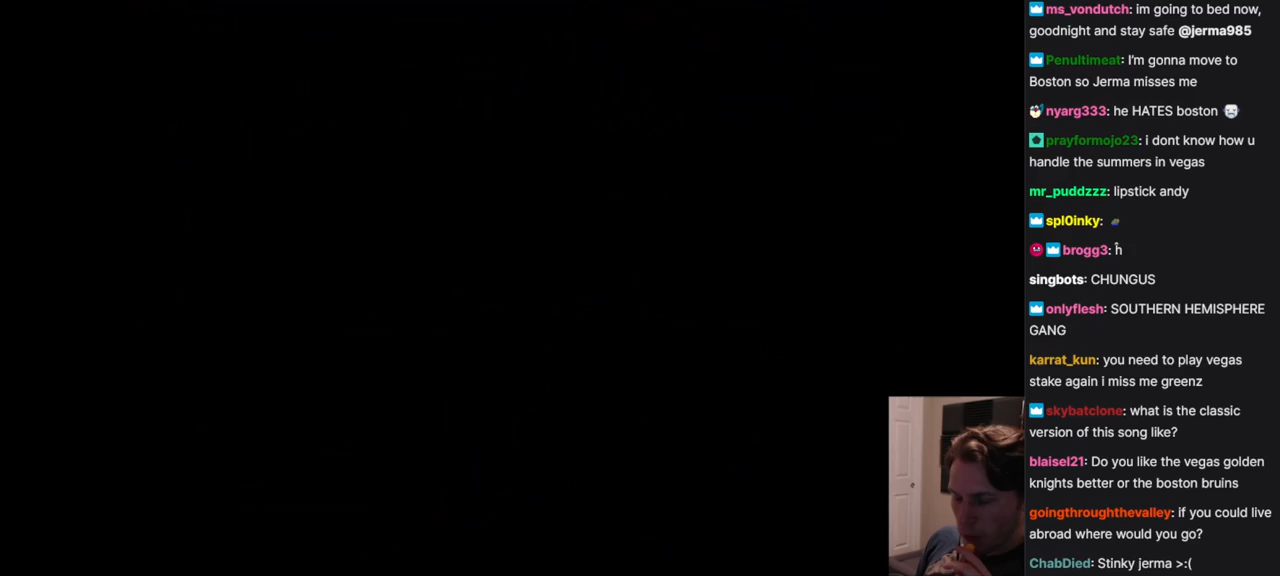 ms_vondutch: im going to bed now,
goodnight and stay safe @jerma985
Penultimeat: I'm gonna move to
Boston so Jerma misses me
nyarg333: he HATES boston
prayformojo23: i dont know how u
handle the summers in vegas
mr_puddzzz: lipstick andy
spl0inky:
brogg3: ĥ
singbots: CHUNGUS
onlyflesh: SOUTHERN HEMISPHERE
GANG
karrat_kun: you need to play vegas
stake again i miss me greenz
skybatclone: what is the classic
version of this song like?
blaisel21: Do you like the vegas golden
knights better or the boston bruins
goingthroughthevalley: if you could live
abroad where would you go?
ChabDied: Stinky jerma >:(